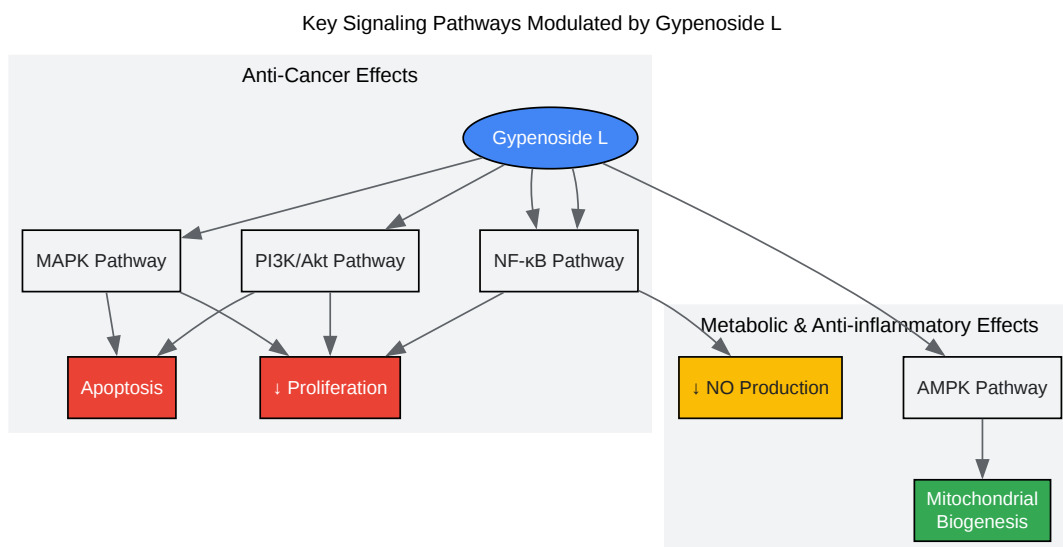 Key Signaling Pathways Modulated by Gypenoside L
Anti-Cancer Effects
Gypenoside L
MAPK Pathway
PI3K/Akt Pathway
NF-κB Pathway
Metabolic & Anti-inflammatory Effects
Apoptosis
↓ Proliferation
↓ NO Production
AMPK Pathway
Mitochondrial
Biogenesis